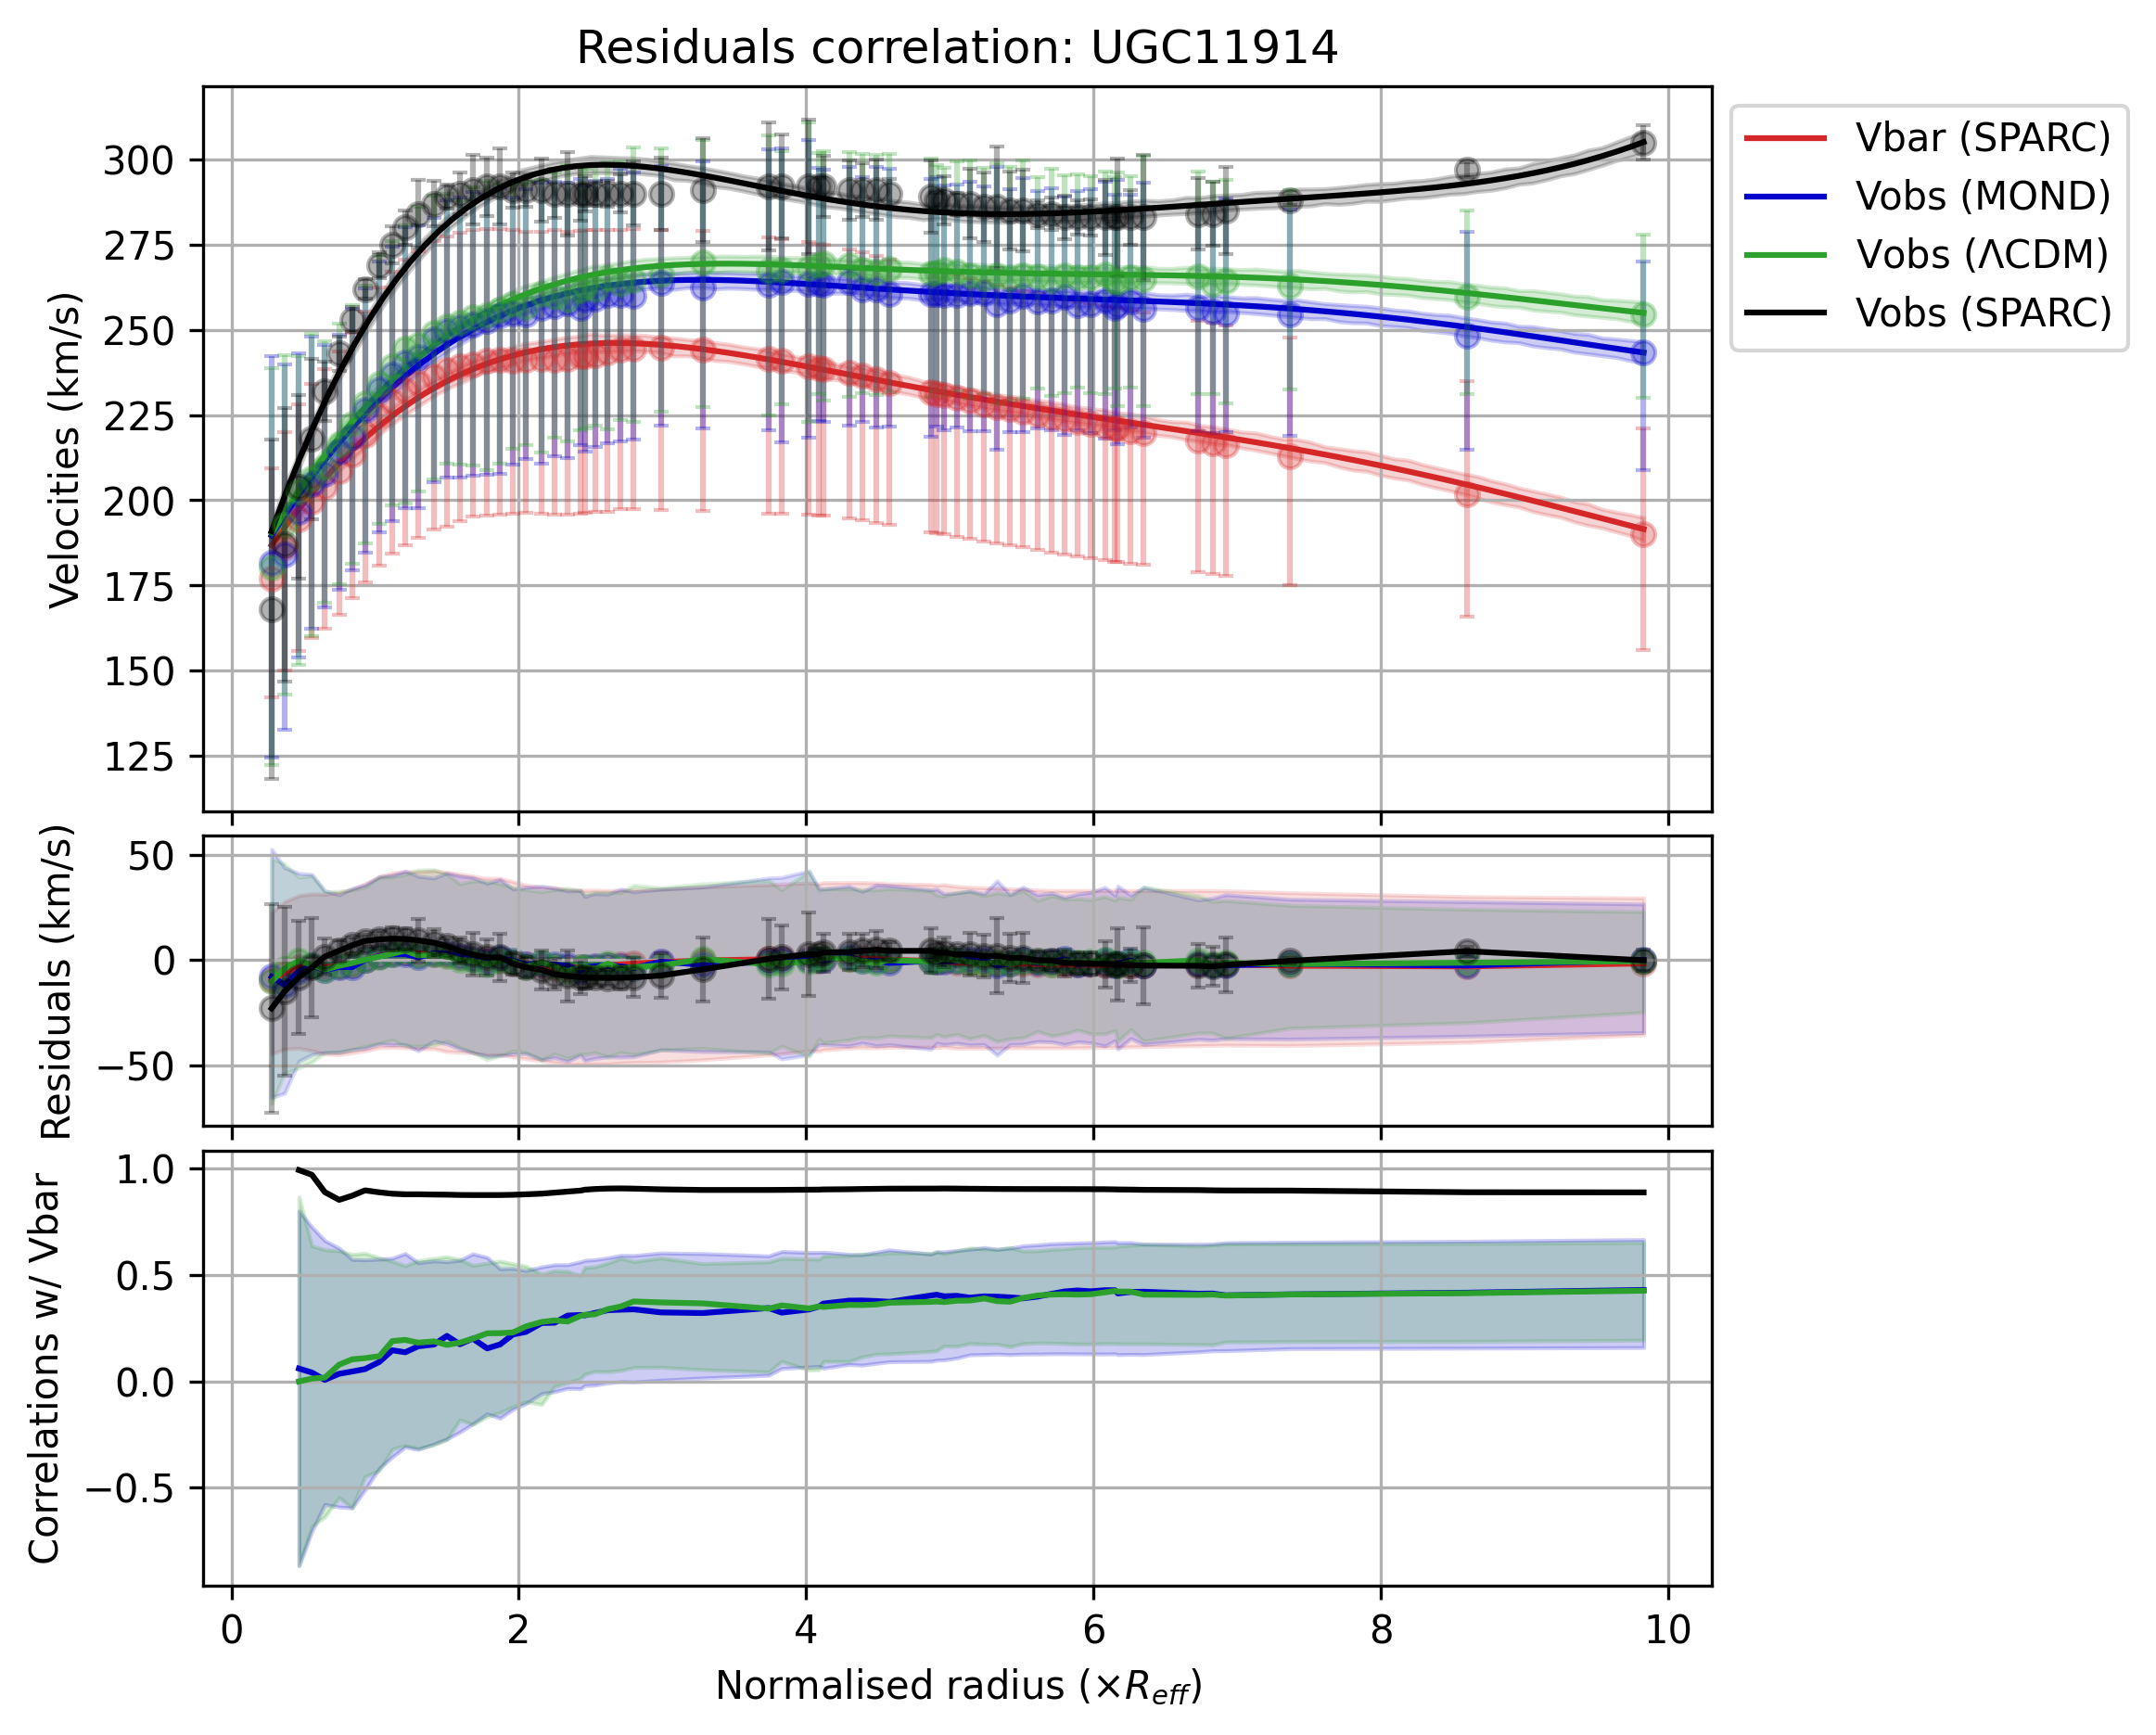 Residuals correlation: UGC11914
Vbar (SPARC)
Vobs (MOND)
Vobs (ΛCDM)
Vobs (SPARC)
Velocities (km/s)
300
275
250
225
200
175
150
125
Residuals (km/s)
50
0
−50
Correlations w/ Vbar
1.0
0.5
0.0
−0.5
0 2 4 6 8 10
Normalised radius (×R_eff)